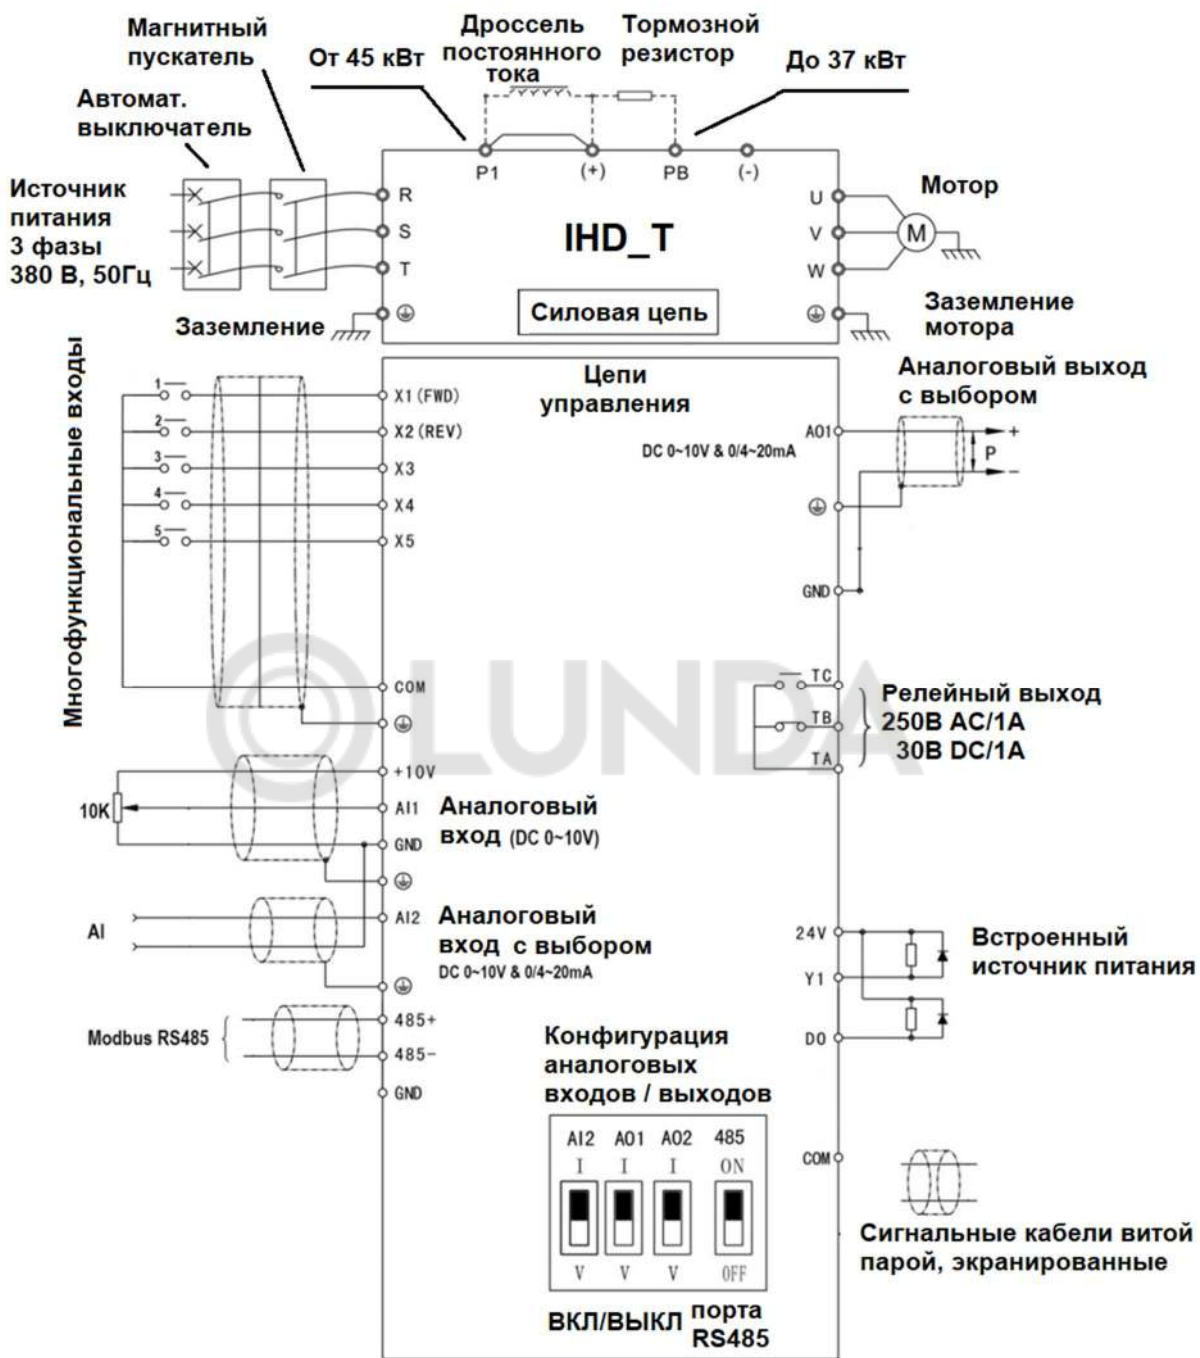 Магнитный
пускатель
Дроссель
постоянного
тока
Тормозной
резистор
От 45 кВт
До 37 кВт
Автомат.
выключатель
Источник
питания
3 фазы
380 В, 50Гц
P1
(+)
PB
(-)
R
S
T
IHD_T
U
V
W
M
Мотор
Силовая цепь
Заземление
Заземление
мотора
Многофункциональные входы
1
2
3
4
5
X1 (FWD)
X2 (REV)
X3
X4
X5
COM
Цепи
управления
Аналоговый выход
с выбором
AO1
DC 0~10V & 0/4~20mA
+
P
−
GND
LUNDA
TC
TB
TA
Релейный выход
250В AC/1А
30В DC/1А
10K
+10V
AI1
GND
Аналоговый
вход (DC 0~10V)
AI
AI2
Аналоговый
вход с выбором
DC 0~10V & 0/4~20mA
Modbus RS485
485+
485−
GND
24V
Y1
DO
COM
Встроенный
источник питания
Конфигурация
аналоговых
входов / выходов
AI2 AO1 AO2 485
I I I ON
V V V OFF
ВКЛ/ВЫКЛ порта
RS485
Сигнальные кабели витой
парой, экранированные